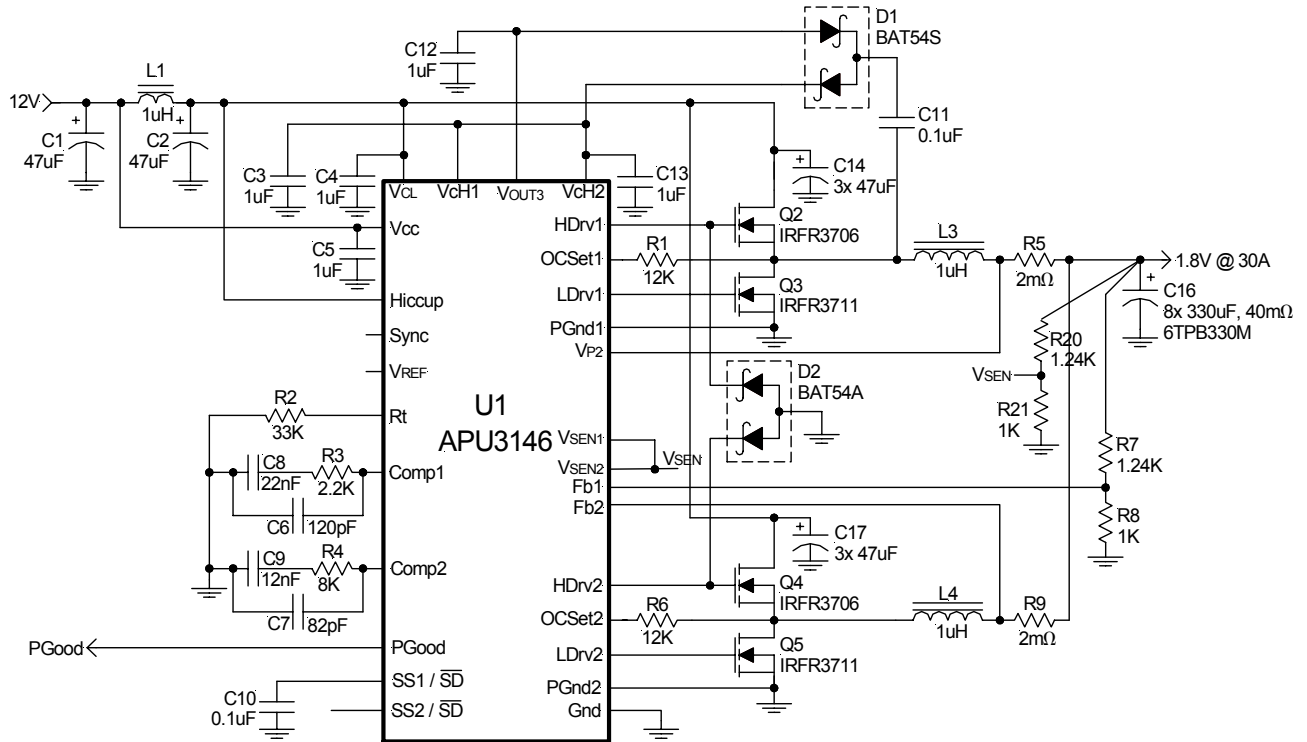 D1
BAT54S
C12
1uF
L1
12V
1uH
C1
47uF
C2
47uF
C11
0.1uF
C3
1uF
C4
1uF
C13
1uF
C14
3x 47uF
VCL
VcH1
VOUT3
VcH2
Vcc
C5
1uF
HDrv1
Q2
IRFR3706
L3
1uH
R5
2mΩ
1.8V @ 30A
R1
12K
OCSet1
Hiccup
LDrv1
Q3
IRFR3711
C16
8x 330uF, 40mΩ
6TPB330M
Sync
PGnd1
VP2
R20
1.24K
VREF
D2
BAT54A
VSEN
R21
1K
R2
33K
Rt
U1
APU3146
VSEN1
VSEN2
VSEN
R7
1.24K
C8
22nF
R3
2.2K
Comp1
Fb1
Fb2
C6
120pF
C17
3x 47uF
R8
1K
C9
12nF
R4
8K
Comp2
HDrv2
Q4
IRFR3706
C7
82pF
OCSet2
R6
12K
L4
1uH
R9
2mΩ
PGood
PGood
LDrv2
Q5
IRFR3711
SS1 / SD
PGnd2
C10
0.1uF
SS2 / SD
Gnd